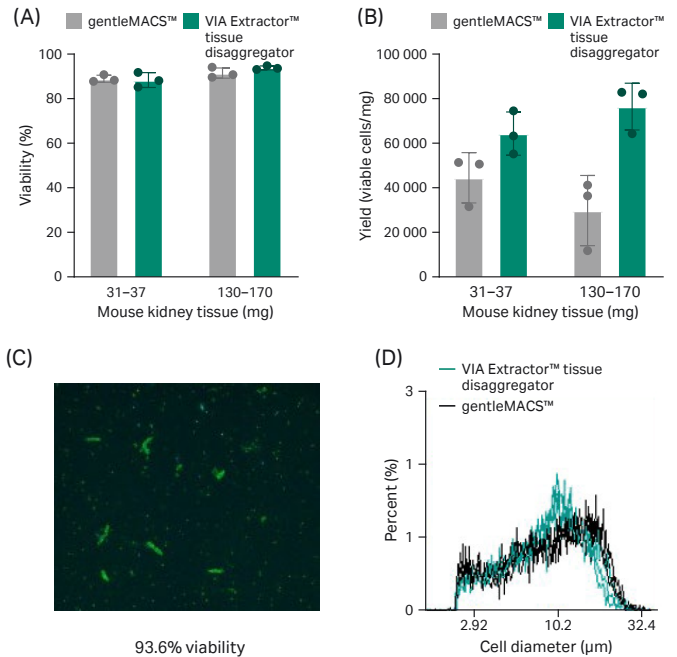 (A)
gentleMACS™
VIA Extractor™
tissue
disaggregator
100
80
60
40
20
0
Viability (%)
31–37
130–170
Mouse kidney tissue (mg)
(B)
gentleMACS™
VIA Extractor™
tissue
disaggregator
100 000
80 000
60 000
40 000
20 000
0
Yield (viable cells/mg)
31–37
130–170
Mouse kidney tissue (mg)
(C)
93.6% viability
(D)
VIA Extractor™ tissue
disaggregator
gentleMACS™
3
1
1
0
Percent (%)
2.92
10.2
32.4
Cell diameter (µm)